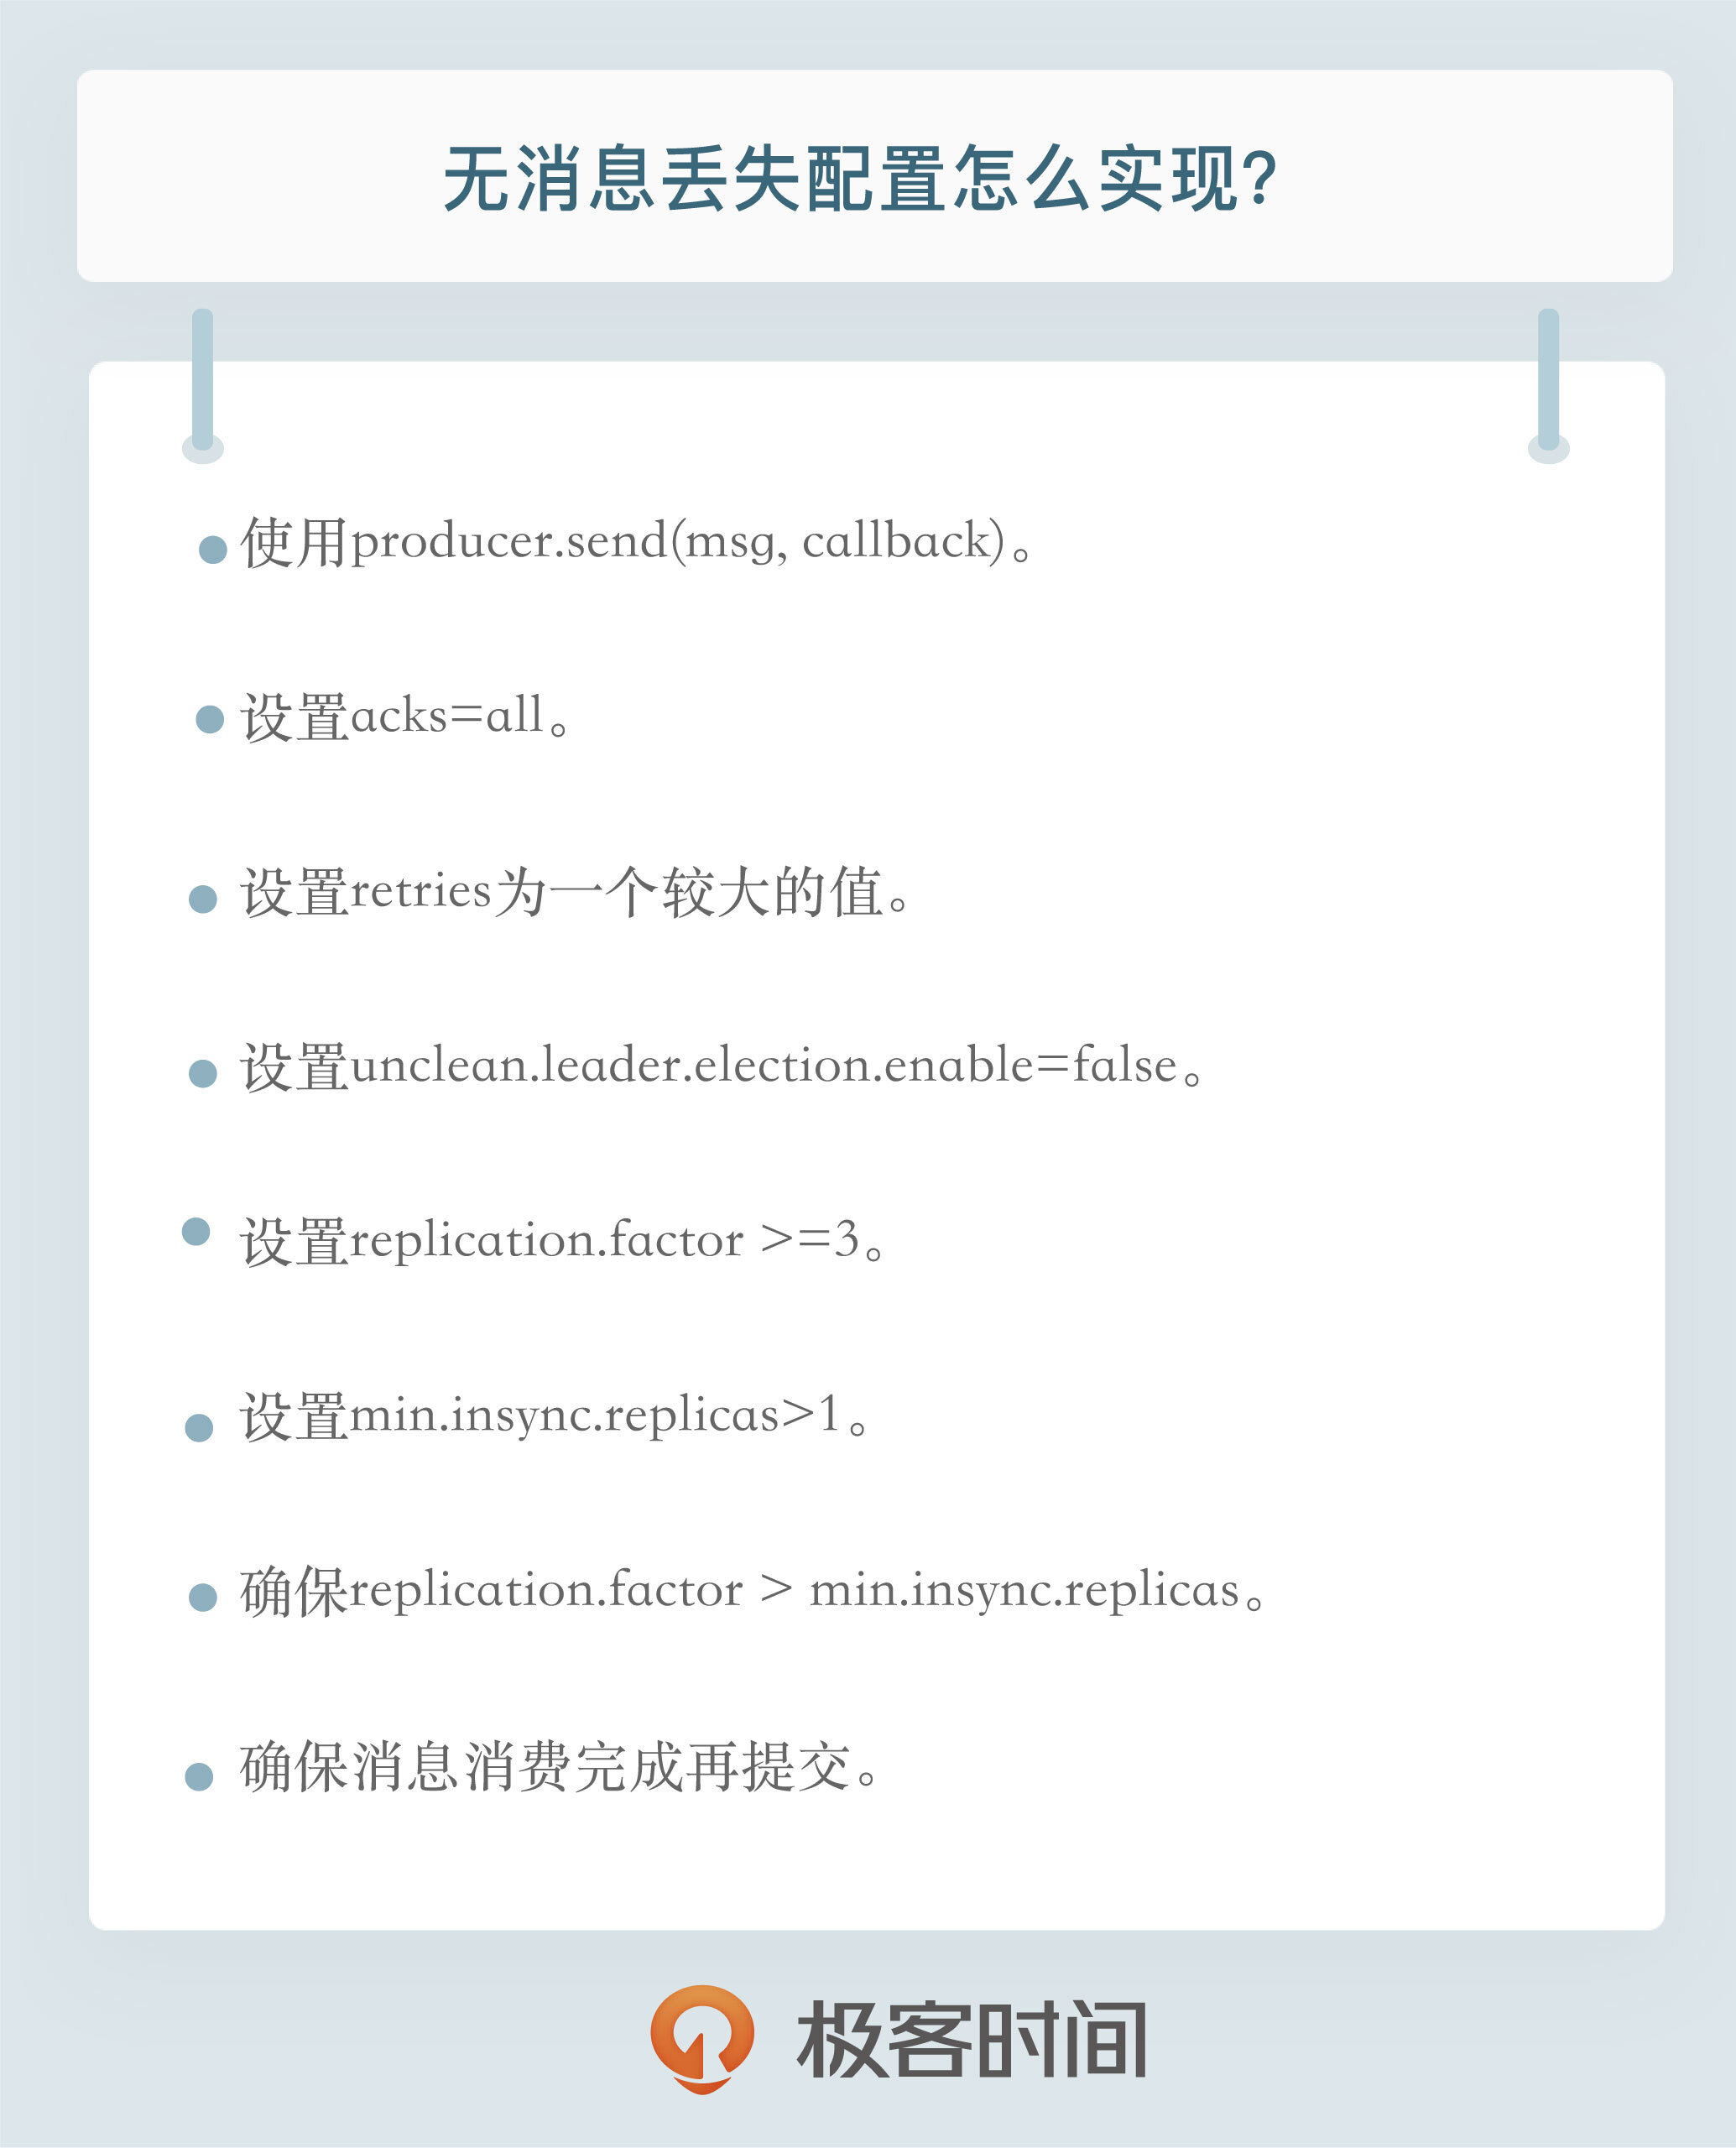 无消息丢失配置怎么实现?
使用producer.send(msg, callback)。
设置acks=all。
设置retries为一个较大的值。
设置unclean.leader.election.enable=false。
设置replication.factor >=3。
设置min.insync.replicas>1。
确保replication.factor > min.insync.replicas。
确保消息消费完成再提交。
极客时间